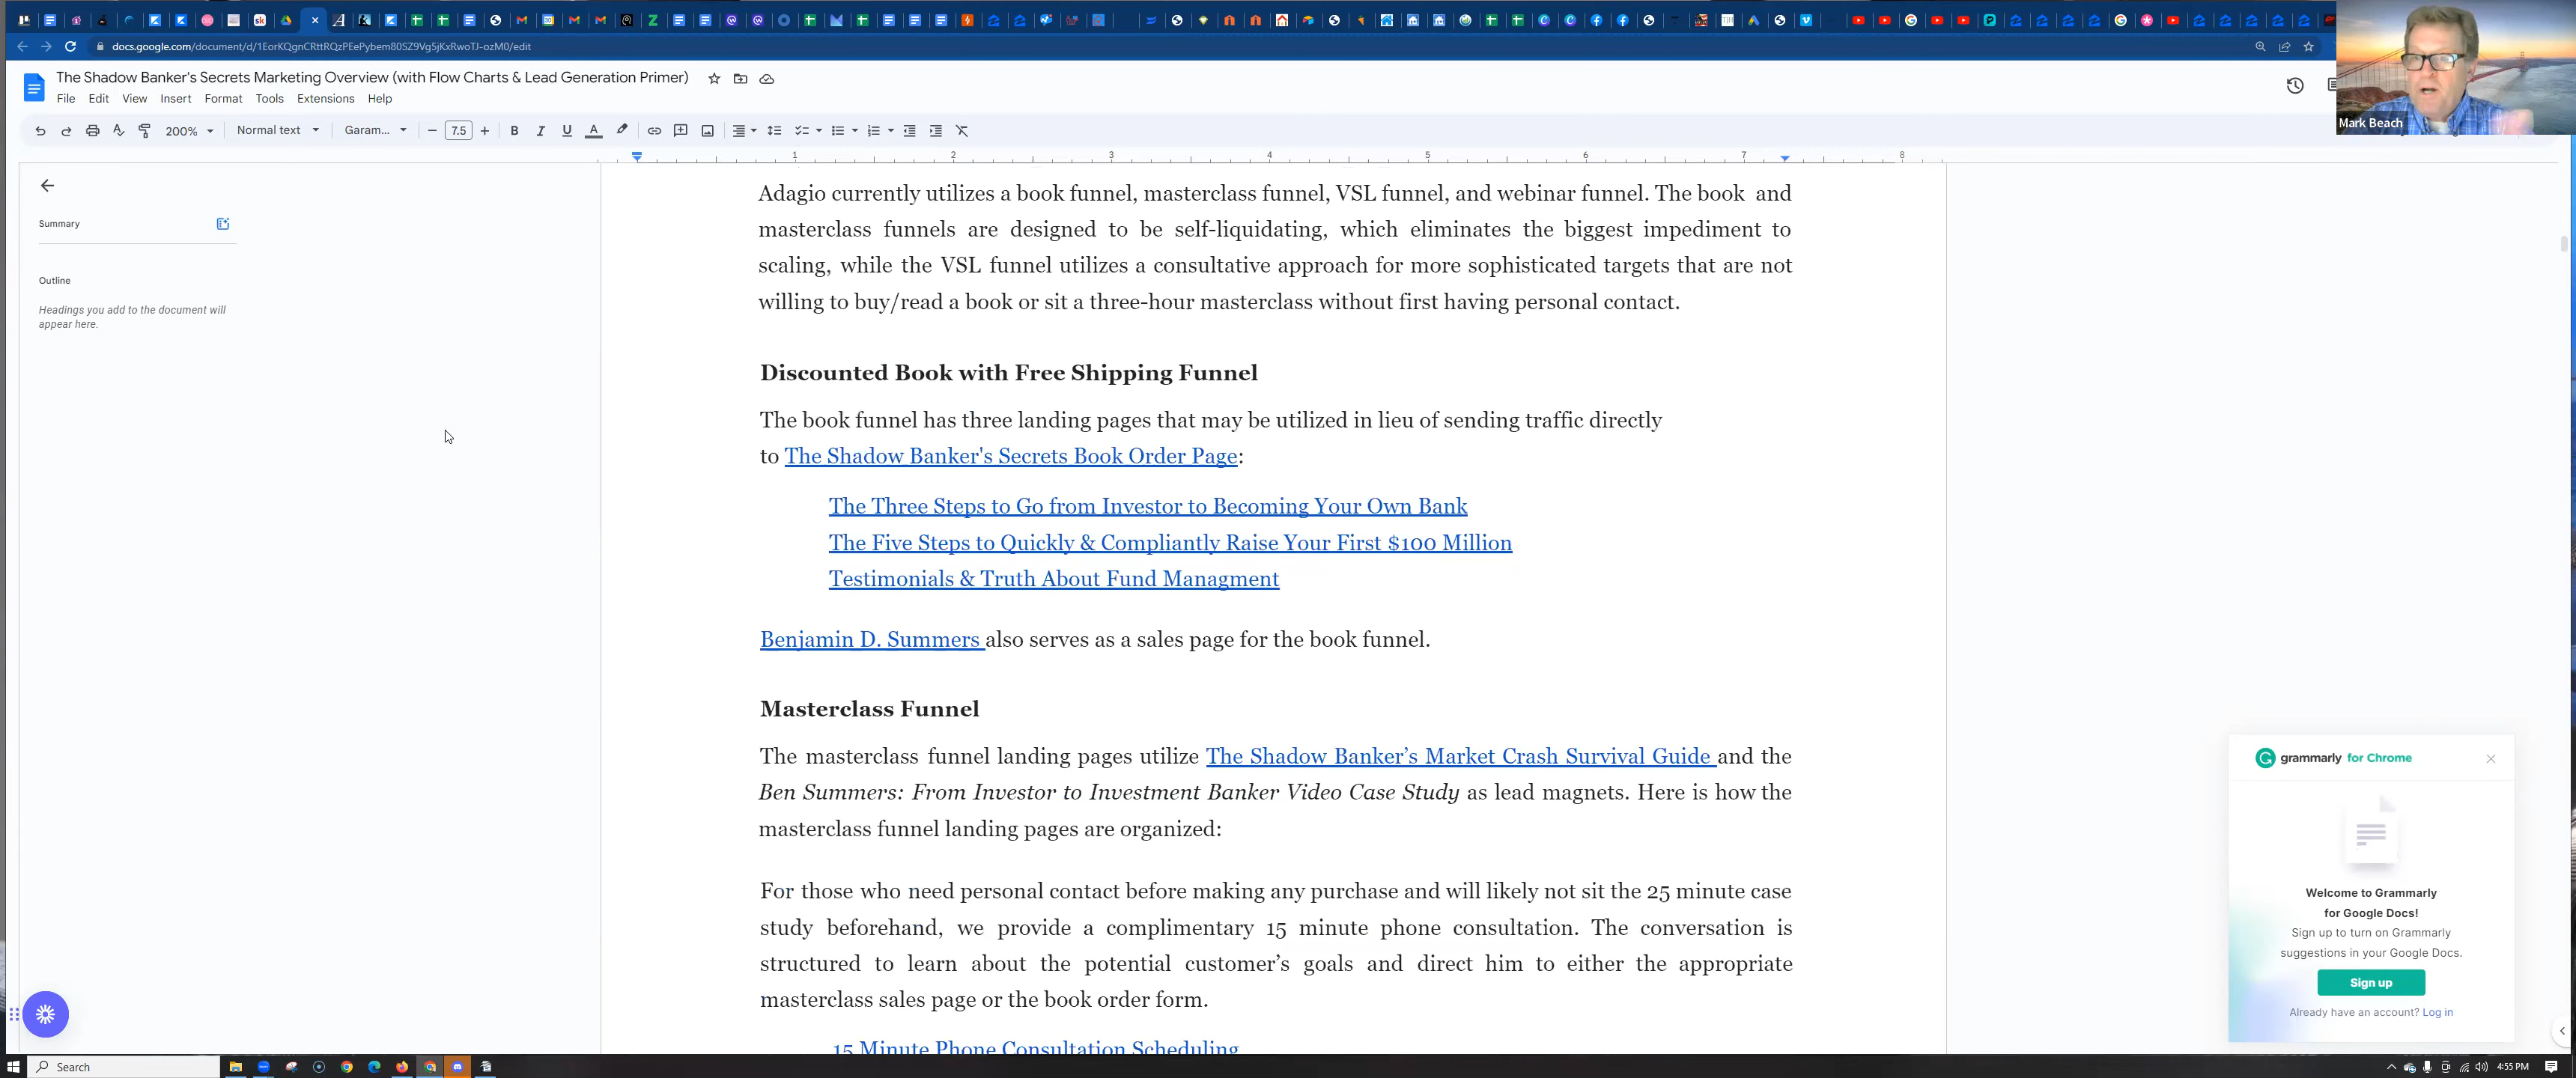 docs.google.com/document/d/1EorKQgnCRttRQzPEePybem80SZ9Vg5jKxRwoTJ-ozM0/edit
The Shadow Banker's Secrets Marketing Overview (with Flow Charts & Lead Generation Primer)
File Edit View Insert Format Tools Extensions Help
Mark Beach
200% Normal text Garam... 7.5
1 2 3 4 5 6 7 8
Summary
Outline
Headings you add to the document will
appear here.
Adagio currently utilizes a book funnel, masterclass funnel, VSL funnel, and webinar funnel. The book and
masterclass funnels are designed to be self-liquidating, which eliminates the biggest impediment to
scaling, while the VSL funnel utilizes a consultative approach for more sophisticated targets that are not
willing to buy/read a book or sit a three-hour masterclass without first having personal contact.
Discounted Book with Free Shipping Funnel
The book funnel has three landing pages that may be utilized in lieu of sending traffic directly
to The Shadow Banker's Secrets Book Order Page:
The Three Steps to Go from Investor to Becoming Your Own Bank
The Five Steps to Quickly & Compliantly Raise Your First $100 Million
Testimonials & Truth About Fund Managment
Benjamin D. Summers also serves as a sales page for the book funnel.
Masterclass Funnel
The masterclass funnel landing pages utilize The Shadow Banker’s Market Crash Survival Guide and the
Ben Summers: From Investor to Investment Banker Video Case Study as lead magnets. Here is how the
masterclass funnel landing pages are organized:
For those who need personal contact before making any purchase and will likely not sit the 25 minute case
study beforehand, we provide a complimentary 15 minute phone consultation. The conversation is
structured to learn about the potential customer’s goals and direct him to either the appropriate
masterclass sales page or the book order form.
15 Minute Phone Consultation Scheduling
grammarly for Chrome
Welcome to Grammarly
for Google Docs!
Sign up to turn on Grammarly
suggestions in your Google Docs.
Sign up
Already have an account? Log in
Search
4:55 PM